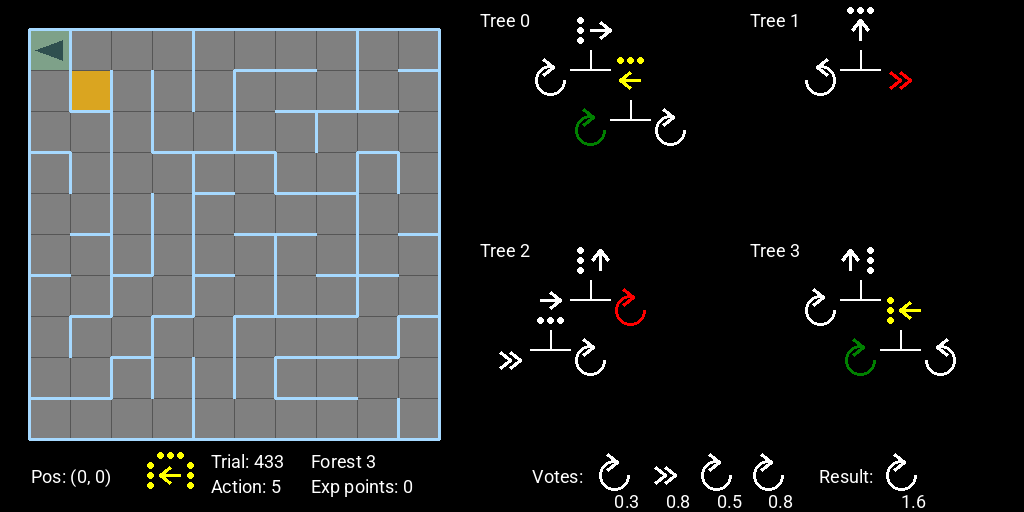 Tree 0
Tree 1
Tree 2
Tree 3
Pos: (0, 0)
Trial: 433
Forest 3
Action: 5
Exp points: 0
Votes:
0.3
0.8
0.5
0.8
Result:
1.6